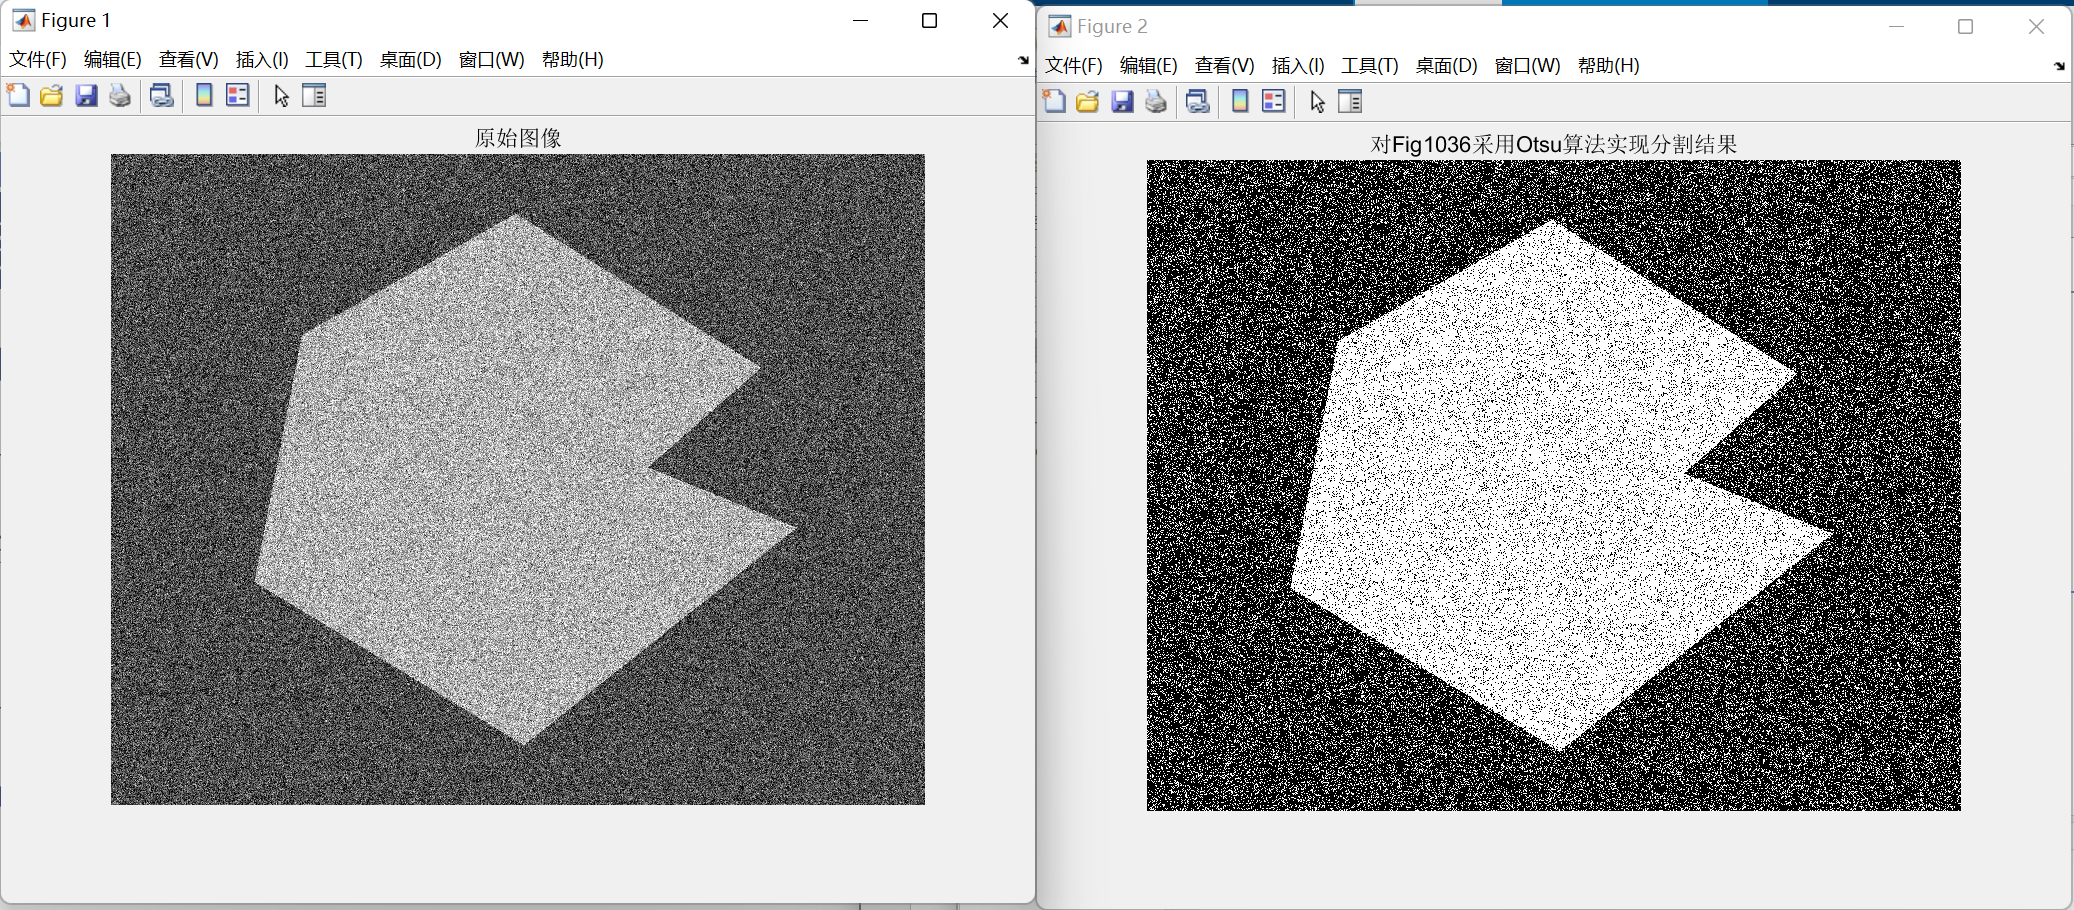 Figure 1
文件(F) 编辑(E) 查看(V) 插入(I) 工具(T) 桌面(D) 窗口(W) 帮助(H)
原始图像
Figure 2
文件(F) 编辑(E) 查看(V) 插入(I) 工具(T) 桌面(D) 窗口(W) 帮助(H)
对Fig1036采用Otsu算法实现分割结果